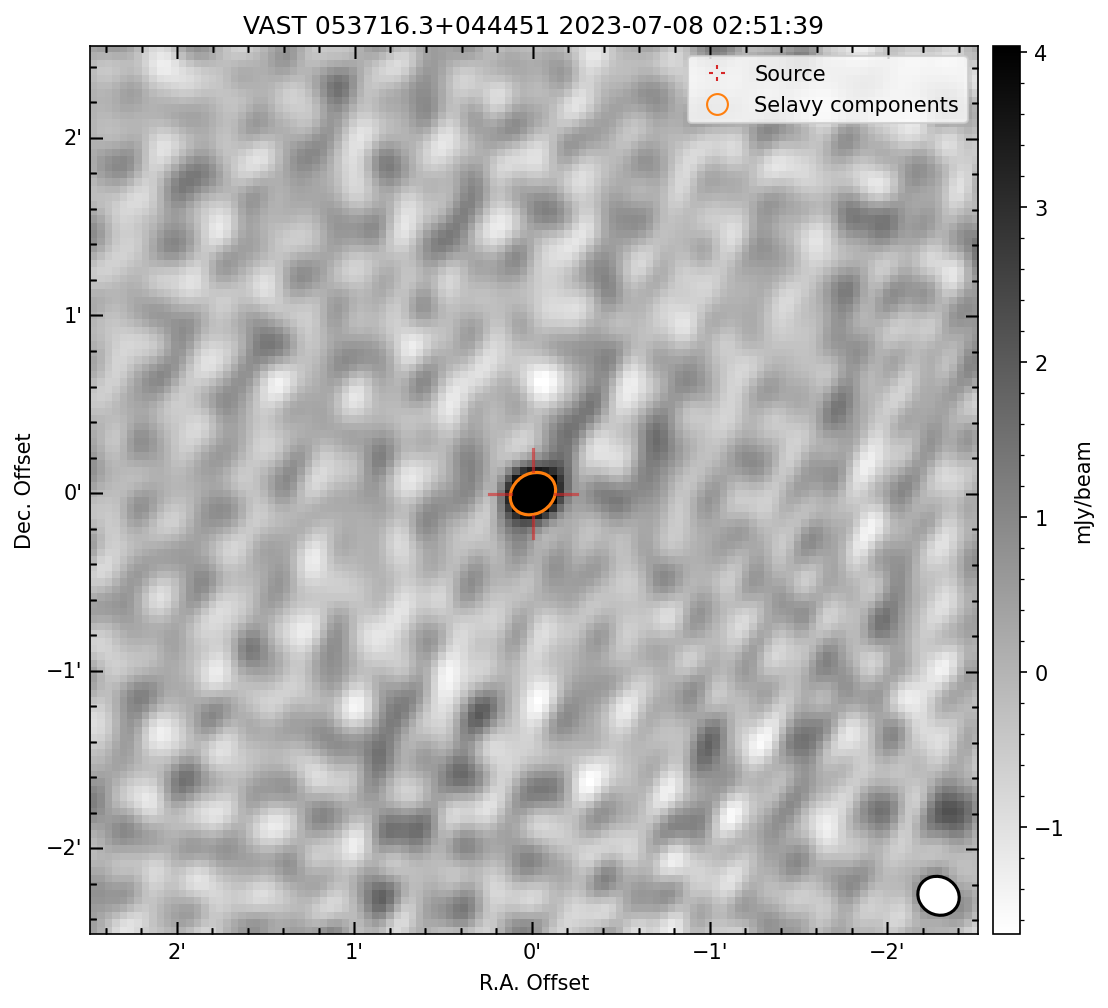 VAST 053716.3+044451 2023-07-08 02:51:39
Source
Selavy components
2'
1'
0'
−1'
−2'
Dec. Offset
2'
1'
0'
−1'
−2'
R.A. Offset
4
3
2
1
0
−1
mJy/beam